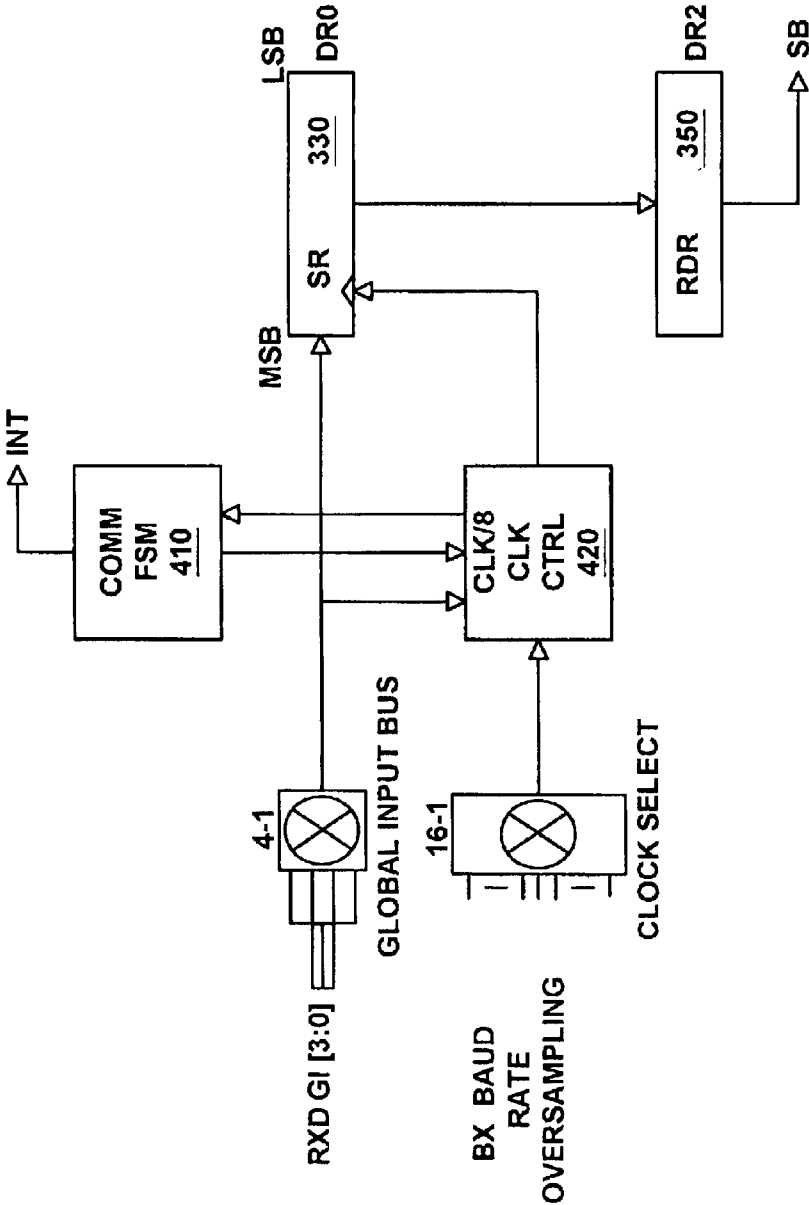 RXD GI [3:0]
4-1
GLOBAL INPUT BUS
BX BAUD
RATE
OVERSAMPLING
16-1
CLOCK SELECT
INT
COMM
FSM
410
CLK/8
CLK
CTRL
420
MSB
LSB
SR 330
DR0
RDR 350
DR2
SB